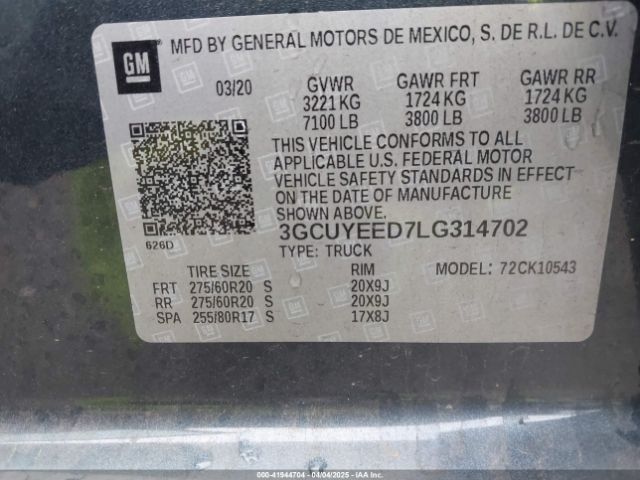 GM
MFD BY GENERAL MOTORS DE MEXICO, S. DE R.L. DE C.V.
03/20 GVWR GAWR FRT GAWR RR
3221 KG 1724 KG 1724 KG
7100 LB 3800 LB 3800 LB
THIS VEHICLE CONFORMS TO ALL
APPLICABLE U.S. FEDERAL MOTOR
VEHICLE SAFETY STANDARDS IN EFFECT
ON THE DATE OF MANUFACTURE
SHOWN ABOVE.
3GCUYEED7LG314702
626D
TYPE: TRUCK
MODEL: 72CK10543
TIRE SIZE RIM
FRT 275/60R20 S 20X9J
RR 275/60R20 S 20X9J
SPA 255/80R17 S 17X8J
000-41944704 - 04/04/2025 - IAAI.COM